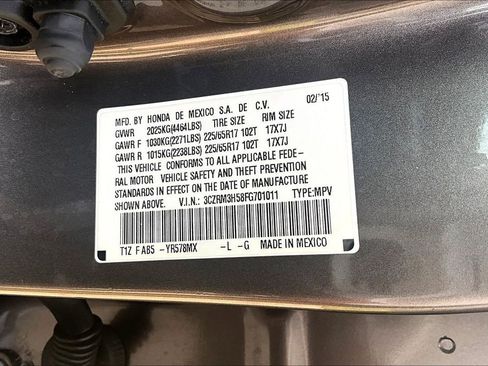 MFD. BY HONDA DE MEXICO S.A. DE C.V. 02/'15
GVWR 2025KG(4464LBS) TIRE SIZE RIM SIZE
GAWR F 1030KG(2271LBS) 225/65R17 102T 17X7J
GAWR R 1015KG(2238LBS) 225/65R17 102T 17X7J
THIS VEHICLE CONFORMS TO ALL APPLICABLE FEDE-
RAL MOTOR VEHICLE SAFETY AND THEFT PREVENTION
STANDARDS IN EFFECT ON THE DATE OF MANUFACTURE
SHOWN ABOVE. V.I.N.: 3CZRM3H58FG701011 TYPE:MPV
T1Z F AB5 -YR578MX -L -G MADE IN MEXICO